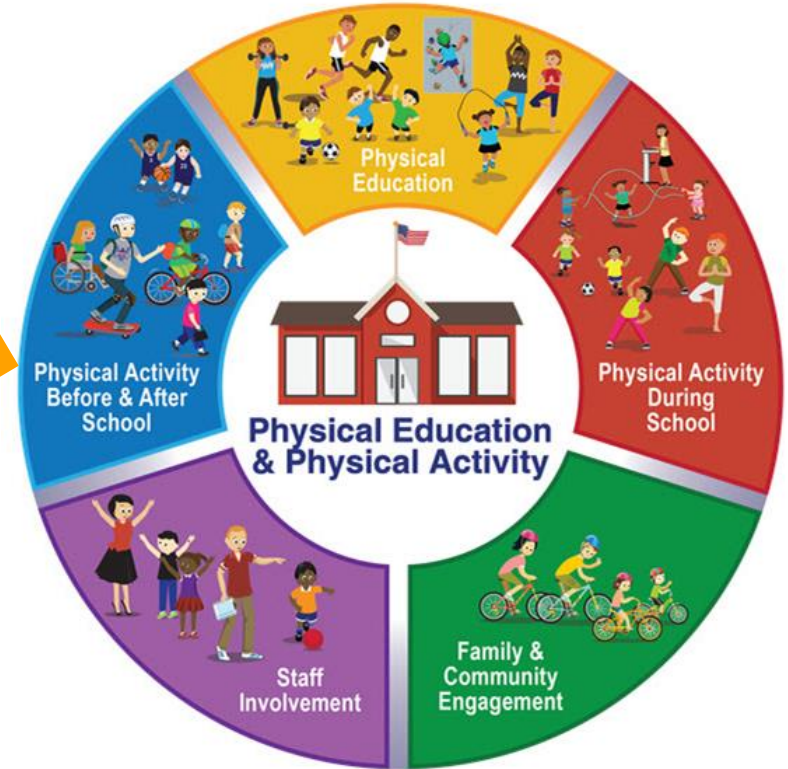 Physical
Education
Physical Activity
Before & After
School
Physical Activity
During
School
Physical Education
& Physical Activity
Staff
Involvement
Family &
Community
Engagement